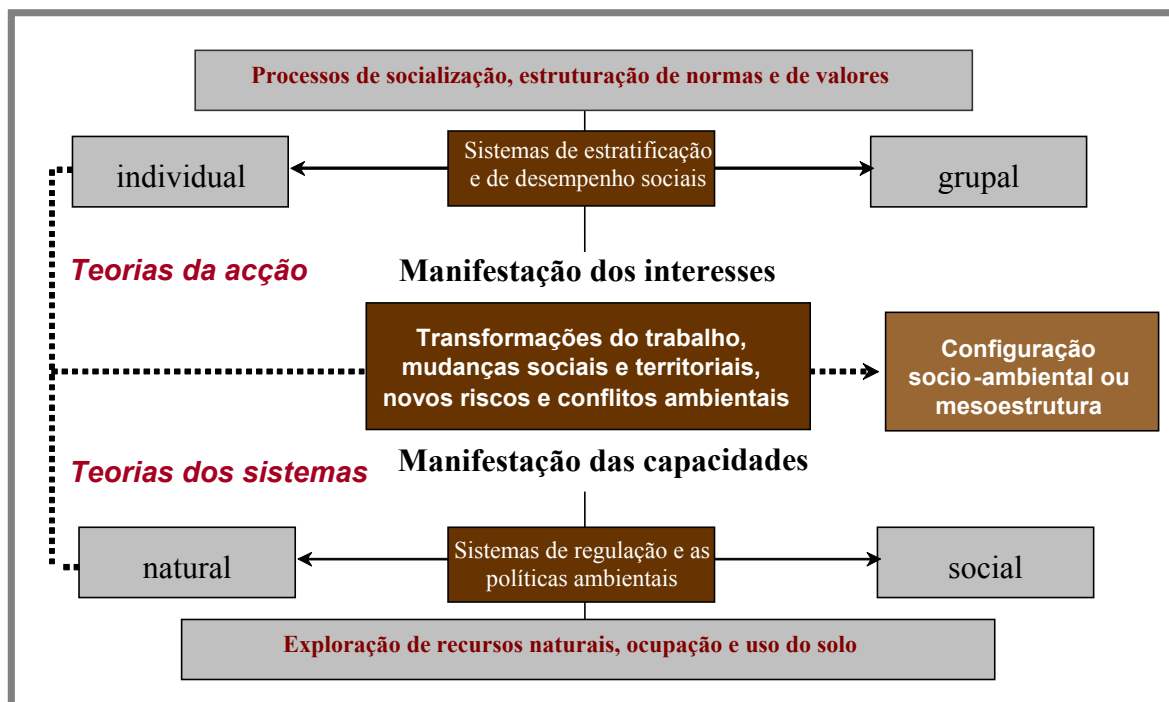 Processos de socialização, estruturação de normas e de valores
individual
Sistemas de estratificação
e de desempenho sociais
grupal
Teorias da acção
Manifestação dos interesses
Transformações do trabalho,
mudanças sociais e territoriais,
novos riscos e conflitos ambientais
Configuração
socio-ambiental ou
mesoestrutura
Teorias dos sistemas
Manifestação das capacidades
natural
Sistemas de regulação e as
políticas ambientais
social
Exploração de recursos naturais, ocupação e uso do solo